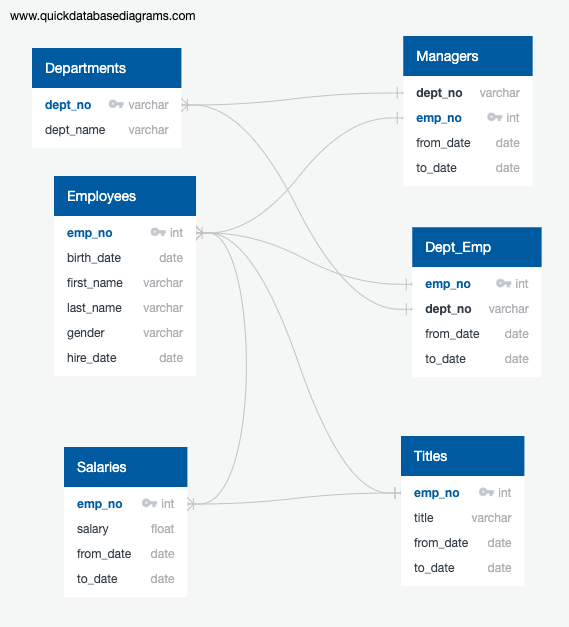 www.quickdatabasediagrams.com
Departments
dept_no varchar
dept_name varchar
Managers
dept_no varchar
emp_no int
from_date date
to_date date
Employees
emp_no int
birth_date date
first_name varchar
last_name varchar
gender varchar
hire_date date
Dept_Emp
emp_no int
dept_no varchar
from_date date
to_date date
Salaries
emp_no int
salary float
from_date date
to_date date
Titles
emp_no int
title varchar
from_date date
to_date date